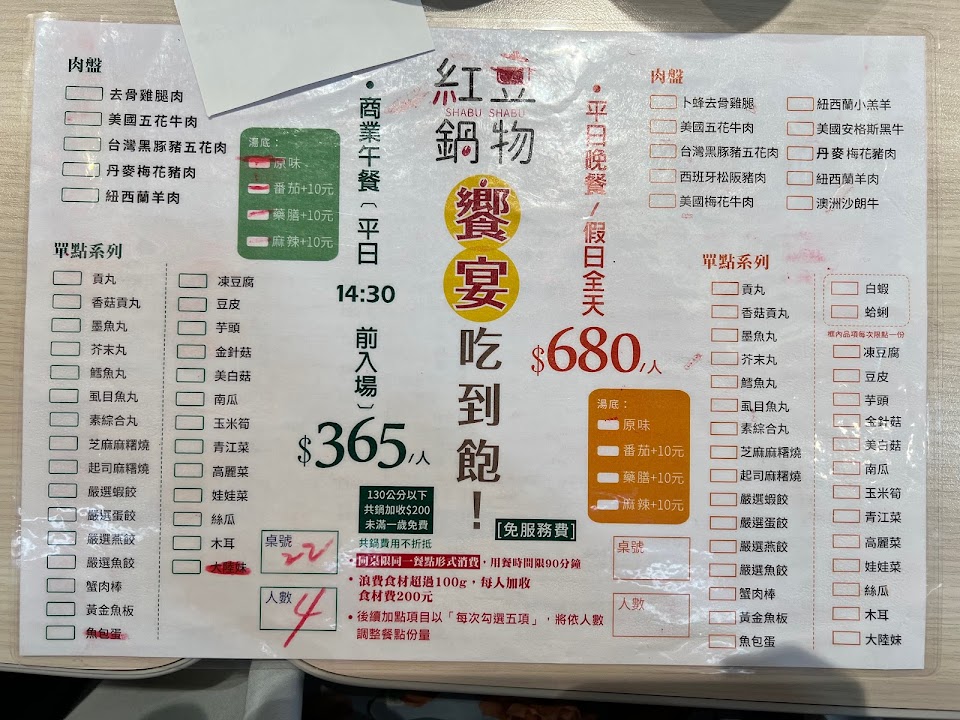 肉盤
去骨雞腿肉
美國五花牛肉
台灣黑豚豬五花肉
丹麥梅花豬肉
紐西蘭羊肉
湯底：
原味
番茄+10元
藥膳+10元
麻辣+10元
單點系列
貢丸
香菇貢丸
墨魚丸
芥末丸
鱈魚丸
虱目魚丸
素綜合丸
芝麻麻糬燒
起司麻糬燒
嚴選蝦餃
嚴選蛋餃
嚴選燕餃
嚴選魚餃
蟹肉棒
黃金魚板
魚包蛋
凍豆腐
豆皮
芋頭
金針菇
美白菇
南瓜
玉米筍
青江菜
高麗菜
娃娃菜
絲瓜
木耳
大陸妹
• 商業午餐〔平日
14:30
前入場〕
$365/人
130公分以下
共鍋加收$200
未滿一歲免費
共鍋費用不折抵
桌號
22
人數
4
紅豆
SHABU SHABU
鍋物
饗宴吃到飽！
[免服務費]
• 同桌限同一餐點形式消費，用餐時間限90分鐘
• 浪費食材超過100g，每人加收
食材費200元
• 後續加點項目以「每次勾選五項」，將依人數
調整餐點份量
• 平日晚餐/假日全天
$680/人
湯底：
原味
番茄+10元
藥膳+10元
麻辣+10元
桌號
人數
肉盤
卜蜂去骨雞腿
美國五花牛肉
台灣黑豚豬五花肉
西班牙松阪豬肉
美國梅花牛肉
紐西蘭小羔羊
美國安格斯黑牛
丹麥梅花豬肉
紐西蘭羊肉
澳洲沙朗牛
單點系列
貢丸
香菇貢丸
墨魚丸
芥末丸
鱈魚丸
虱目魚丸
素綜合丸
芝麻麻糬燒
起司麻糬燒
嚴選蝦餃
嚴選蛋餃
嚴選燕餃
嚴選魚餃
蟹肉棒
黃金魚板
魚包蛋
白蝦
蛤蜊
框內品項每次限點一份
凍豆腐
豆皮
芋頭
金針菇
美白菇
南瓜
玉米筍
青江菜
高麗菜
娃娃菜
絲瓜
木耳
大陸妹